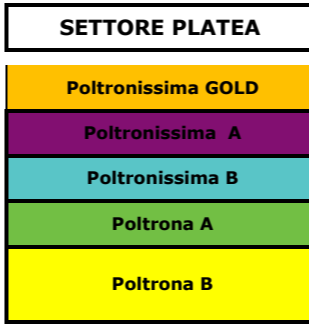 SETTORE PLATEA
Poltronissima GOLD
Poltronissima A
Poltronissima B
Poltrona A
Poltrona B